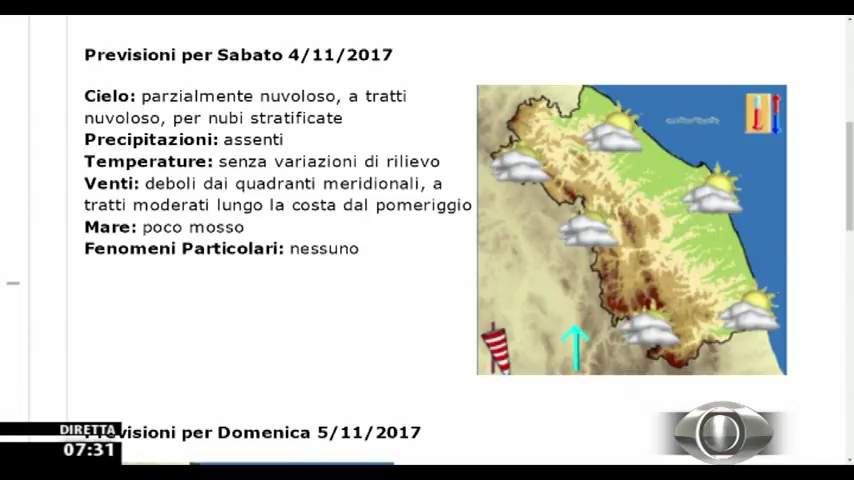 Previsioni per Sabato 4/11/2017
Cielo: parzialmente nuvoloso, a tratti
nuvoloso, per nubi stratificate
Precipitazioni: assenti
Temperature: senza variazioni di rilievo
Venti: deboli dai quadranti meridionali, a
tratti moderati lungo la costa dal pomeriggio
Mare: poco mosso
Fenomeni Particolari: nessuno
DIRETTA
07:31
Previsioni per Domenica 5/11/2017